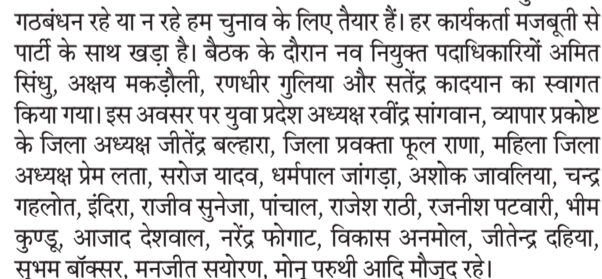 गठबंधन रहे या न रहे हम चुनाव के लिए तैयार हैं। हर कार्यकर्ता मजबूती से
पार्टी के साथ खड़ा है। बैठक के दौरान नव नियुक्त पदाधिकारियों अमित
सिंधु, अक्षय मकड़ौली, रणधीर गुलिया और सतेंद्र कादयान का स्वागत
किया गया। इस अवसर पर युवा प्रदेश अध्यक्ष रवींद्र सांगवान, व्यापार प्रकोष्ट
के जिला अध्यक्ष जीतेंद्र बल्हारा, जिला प्रवक्ता फूल राणा, महिला जिला
अध्यक्ष प्रेम लता, सरोज यादव, धर्मपाल जांगड़ा, अशोक जावलिया, चन्द्र
गहलोत, इंदिरा, राजीव सुनेजा, पांचाल, राजेश राठी, रजनीश पटवारी, भीम
कुण्डू, आजाद देशवाल, नरेंद्र फोगाट, विकास अनमोल, जीतेन्द्र दहिया,
सुभम बॉक्सर, मनजीत सयोरण, मोनू परुथी आदि मौजूद रहे।